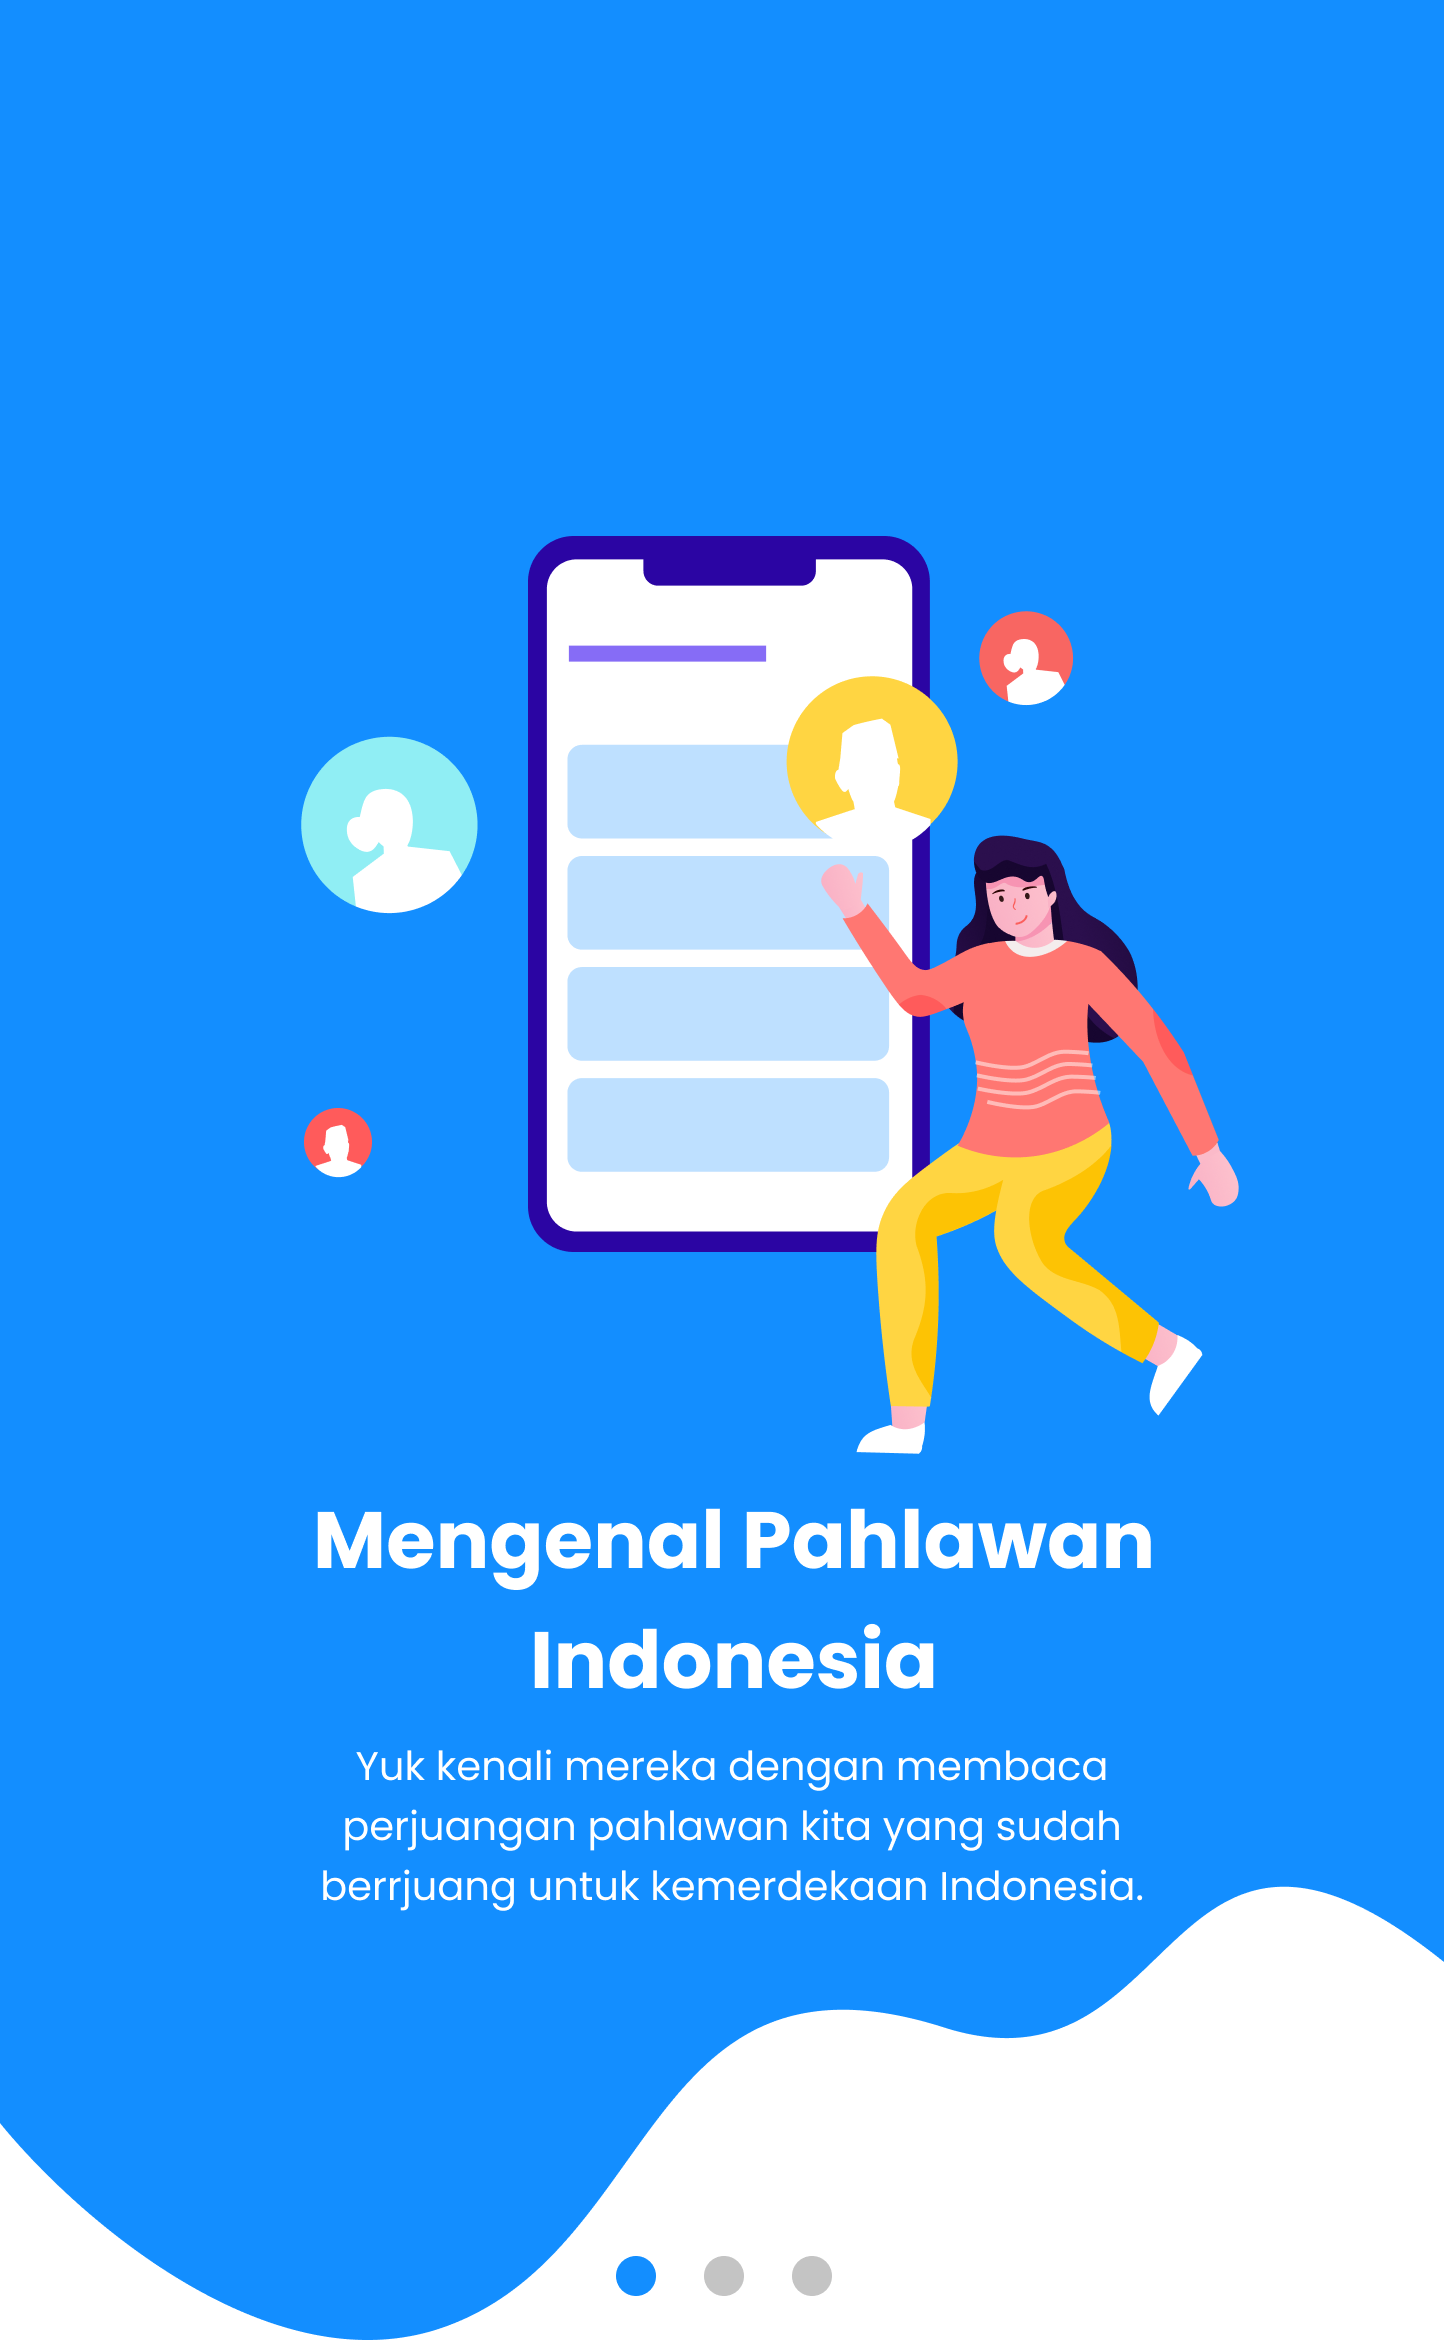 Mengenal Pahlawan
Indonesia
Yuk kenali mereka dengan membaca
perjuangan pahlawan kita yang sudah
berrjuang untuk kemerdekaan Indonesia.